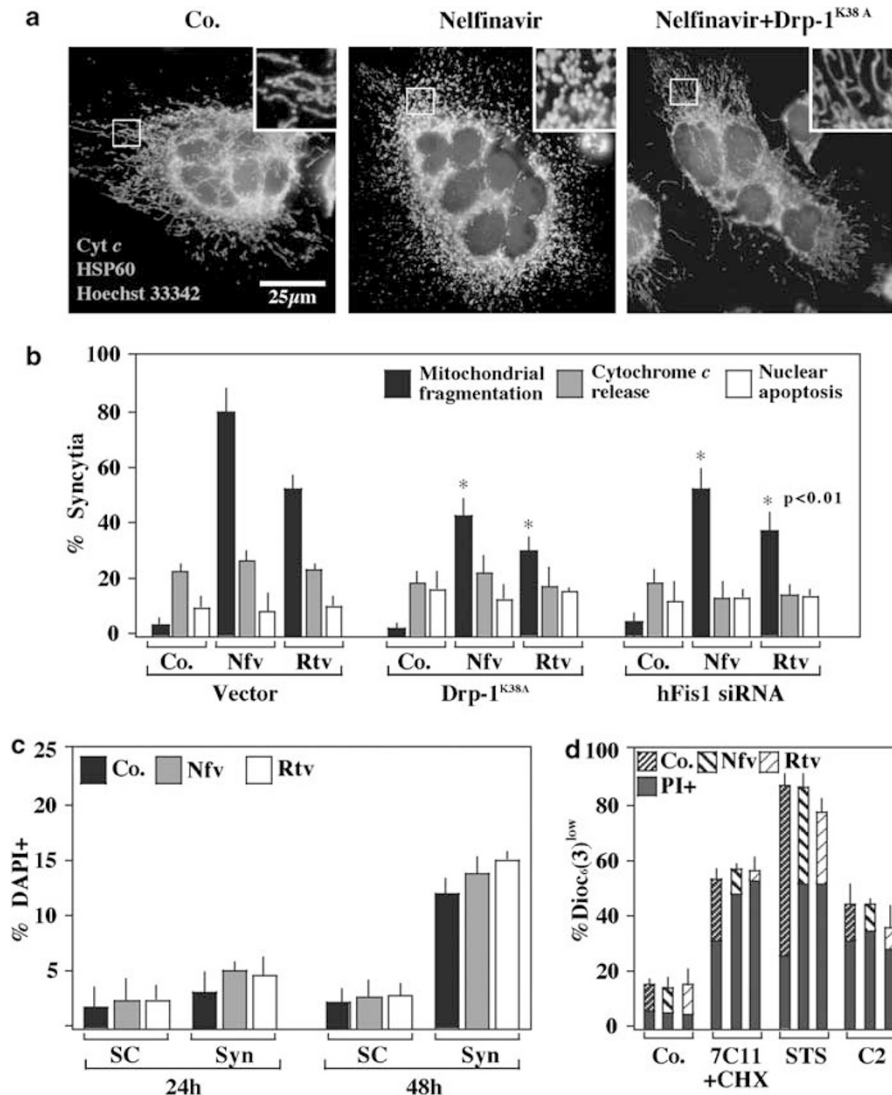 a
Co.
Nelfinavir
Nelfinavir+Drp-1K38 A
Cyt c
HSP60
Hoechst 33342
25μm
b
100
80
60
40
20
0
% Syncytia
Mitochondrial
fragmentation
Cytochrome c
release
Nuclear
apoptosis
* * * * p<0.01
Co. Nfv Rtv Co. Nfv Rtv Co. Nfv Rtv
Vector Drp-1K38A hFis1 siRNA
c
25
20
15
10
5
% DAPI+
Co. Nfv Rtv
SC Syn SC Syn
24h 48h
d
100
80
60
40
20
0
%Dioc6(3)low
Co. Nfv Rtv
PI+
Co. 7C11 STS C2
+CHX